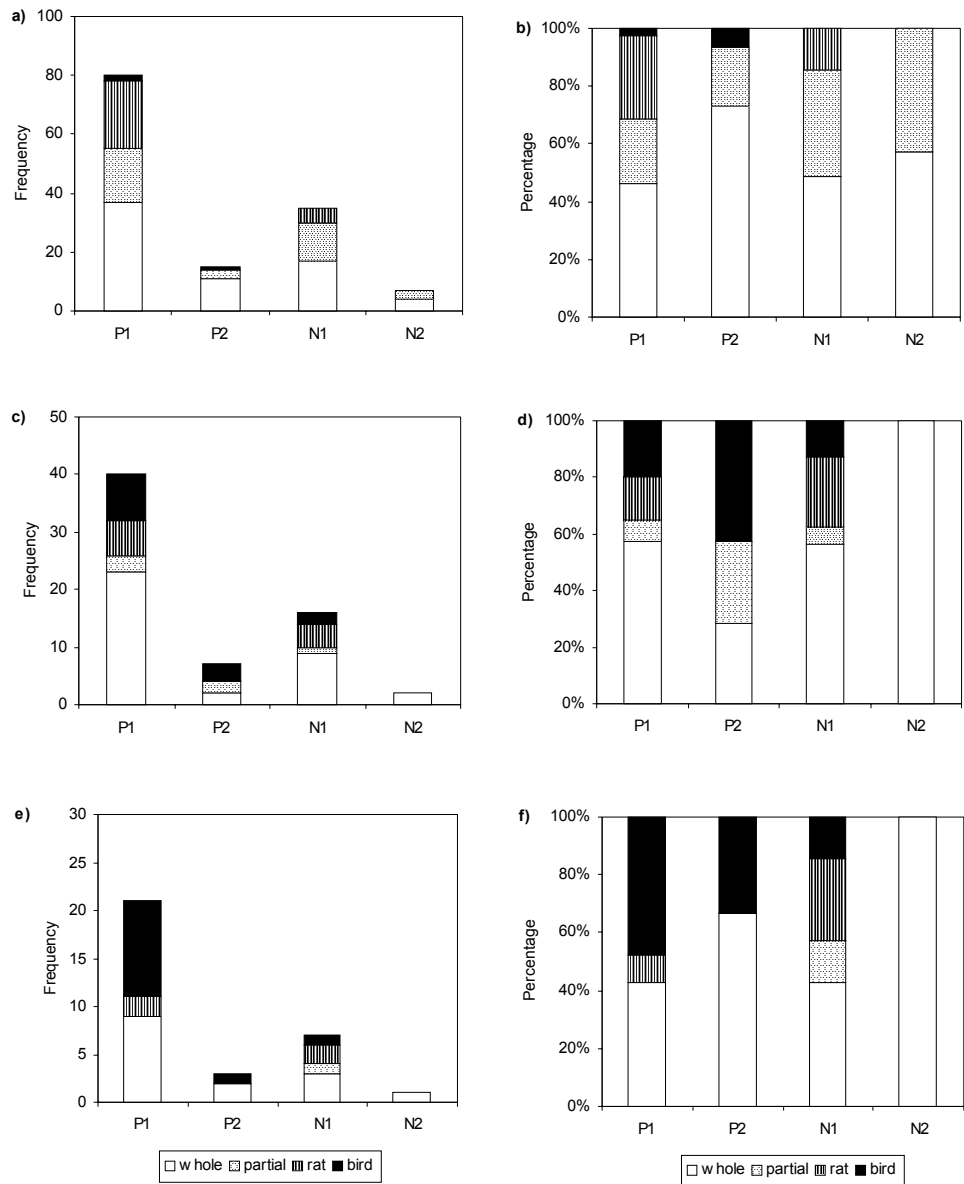 a)
100
80
60
40
20
0
Frequency
P1 P2 N1 N2
b)
100%
80%
60%
40%
20%
0%
Percentage
P1 P2 N1 N2
c)
50
40
30
20
10
0
Frequency
P1 P2 N1 N2
d)
100%
80%
60%
40%
20%
0%
Percentage
P1 P2 N1 N2
e)
30
25
20
15
10
5
0
Frequency
P1 P2 N1 N2
w hole partial rat bird
f)
100%
80%
60%
40%
20%
0%
Percentage
P1 P2 N1 N2
w hole partial rat bird